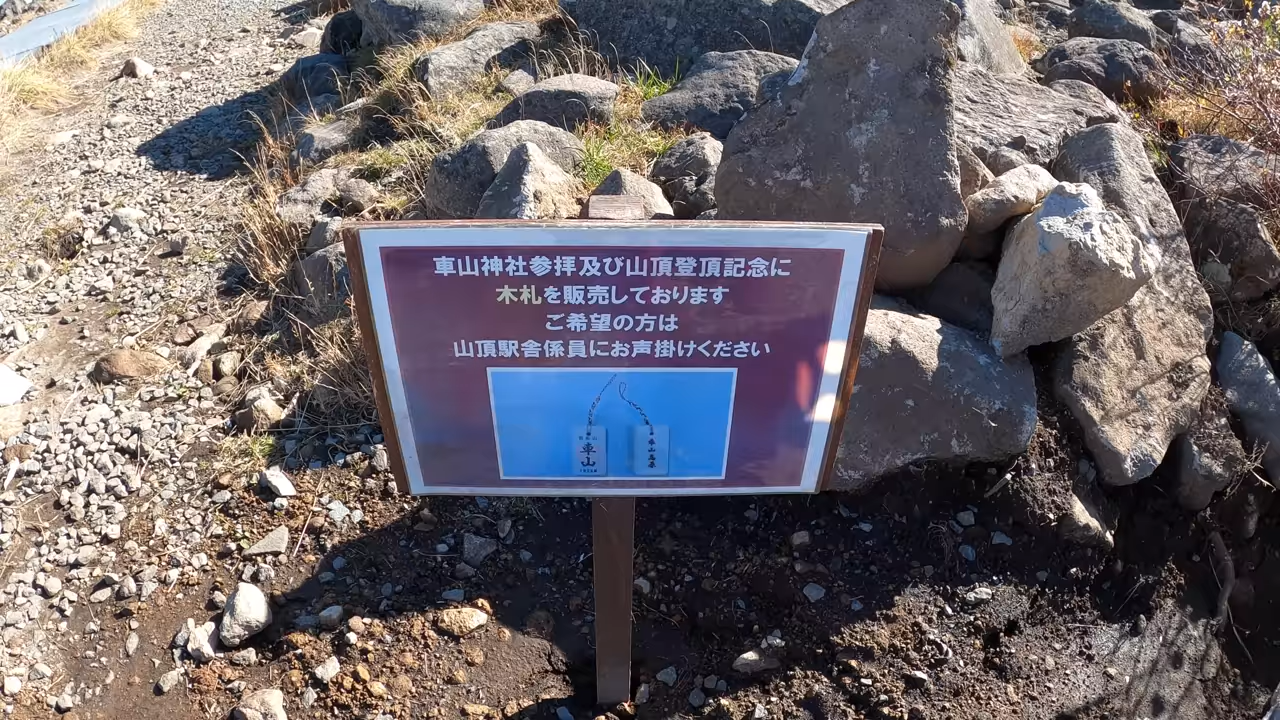 車山神社参拝及び山頂登頂記念に
木札を販売しております
ご希望の方は
山頂駅舎係員にお声掛けください
車山